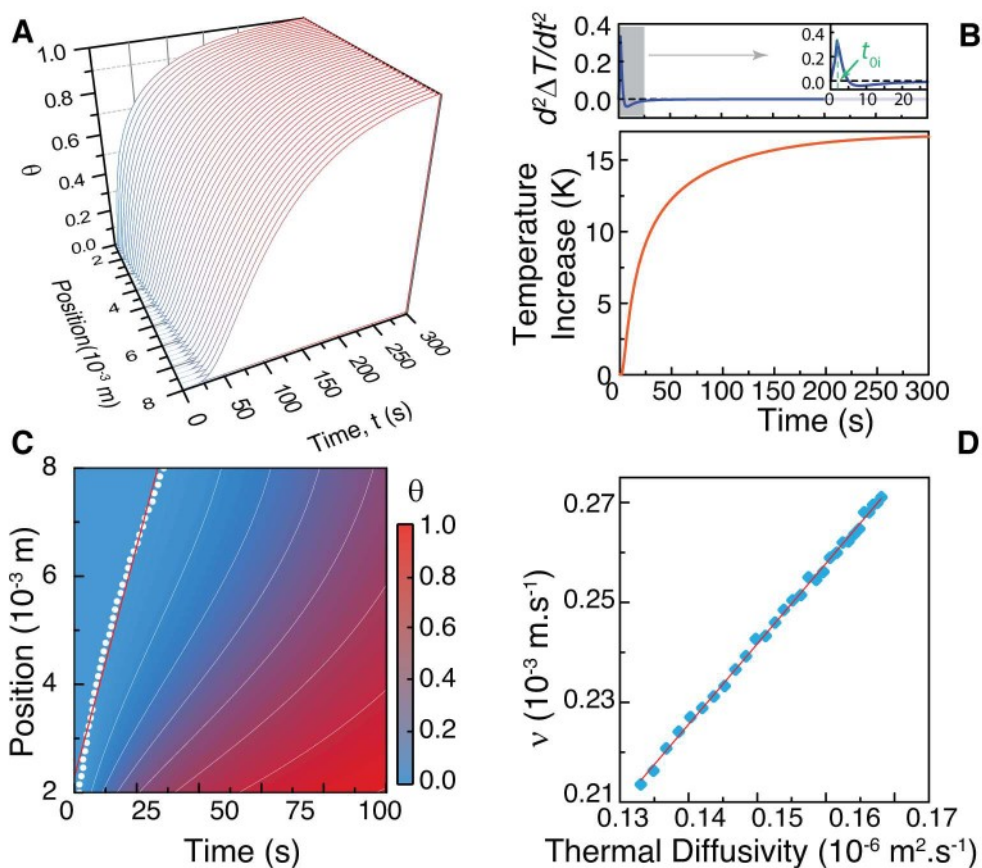 A
1.0
0.8
0.6
0.4
0.2
0.0
θ
2
4
6
8
Position(10⁻³ m)
0
50
100
150
200
250
300
Time, t (s)
B
0.4
0.2
0.0
d²ΔT/dt²
0.4
0.2
0.0
0 10 20
t₀ᵢ
15
10
5
0
Temperature
Increase (K)
0 50 100 150 200 250 300
Time (s)
C
8
6
4
2
Position (10⁻³ m)
0 25 50 75 100
Time (s)
θ
1.0
0.8
0.6
0.4
0.2
0.0
D
0.27
0.25
0.23
0.21
ν (10⁻³ m.s⁻¹)
0.13 0.14 0.15 0.16 0.17
Thermal Diffusivity (10⁻⁶ m².s⁻¹)